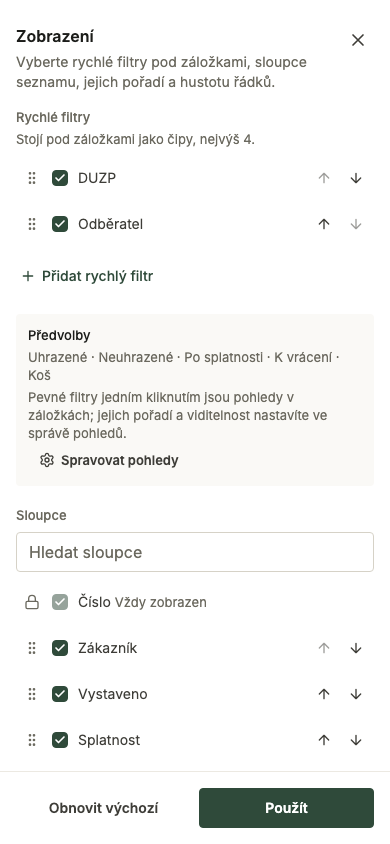 Zobrazení
Vyberte rychlé filtry pod záložkami, sloupce
seznamu, jejich pořadí a hustotu řádků.
Rychlé filtry
Stojí pod záložkami jako čipy, nejvýš 4.
DUZP
Odběratel
Přidat rychlý filtr
Předvolby
Uhrazené · Neuhrazené · Po splatnosti · K vrácení ·
Koš
Pevné filtry jedním kliknutím jsou pohledy v
záložkách; jejich pořadí a viditelnost nastavíte ve
správě pohledů.
Spravovat pohledy
Sloupce
Hledat sloupce
Číslo Vždy zobrazen
Zákazník
Vystaveno
Splatnost
Obnovit výchozí
Použít